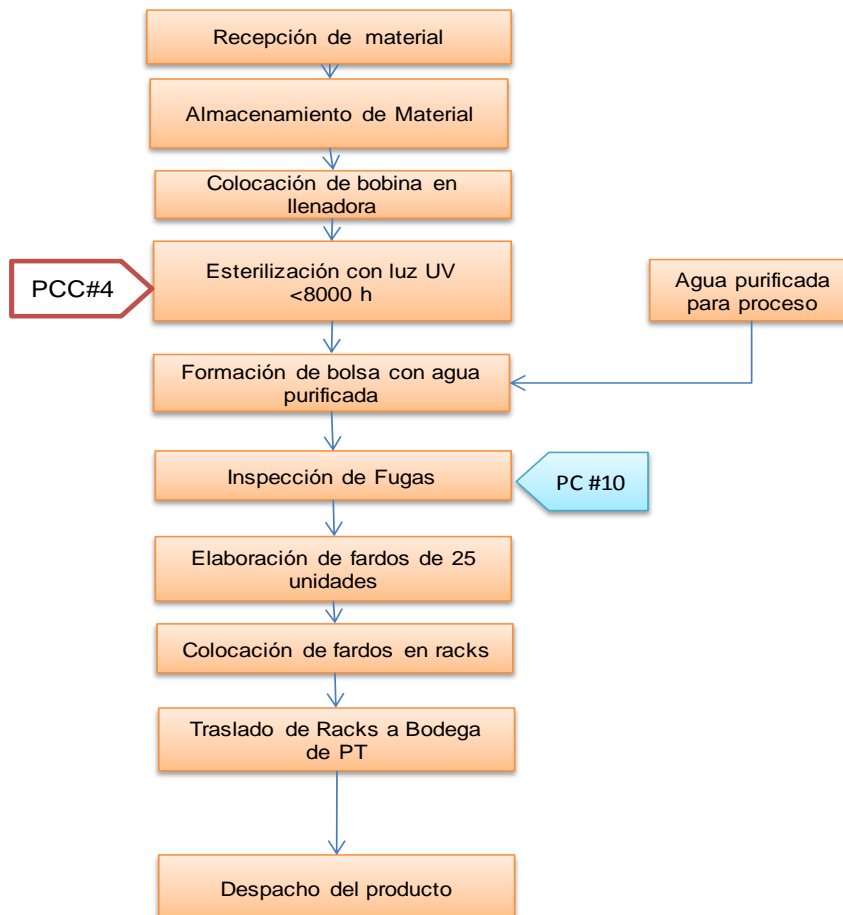 Recepción de material
Almacenamiento de Material
Colocación de bobina en
llenadora
PCC#4
Esterilización con luz UV
<8000 h
Agua purificada
para proceso
Formación de bolsa con agua
purificada
Inspección de Fugas
PC #10
Elaboración de fardos de 25
unidades
Colocación de fardos en racks
Traslado de Racks a Bodega
de PT
Despacho del producto